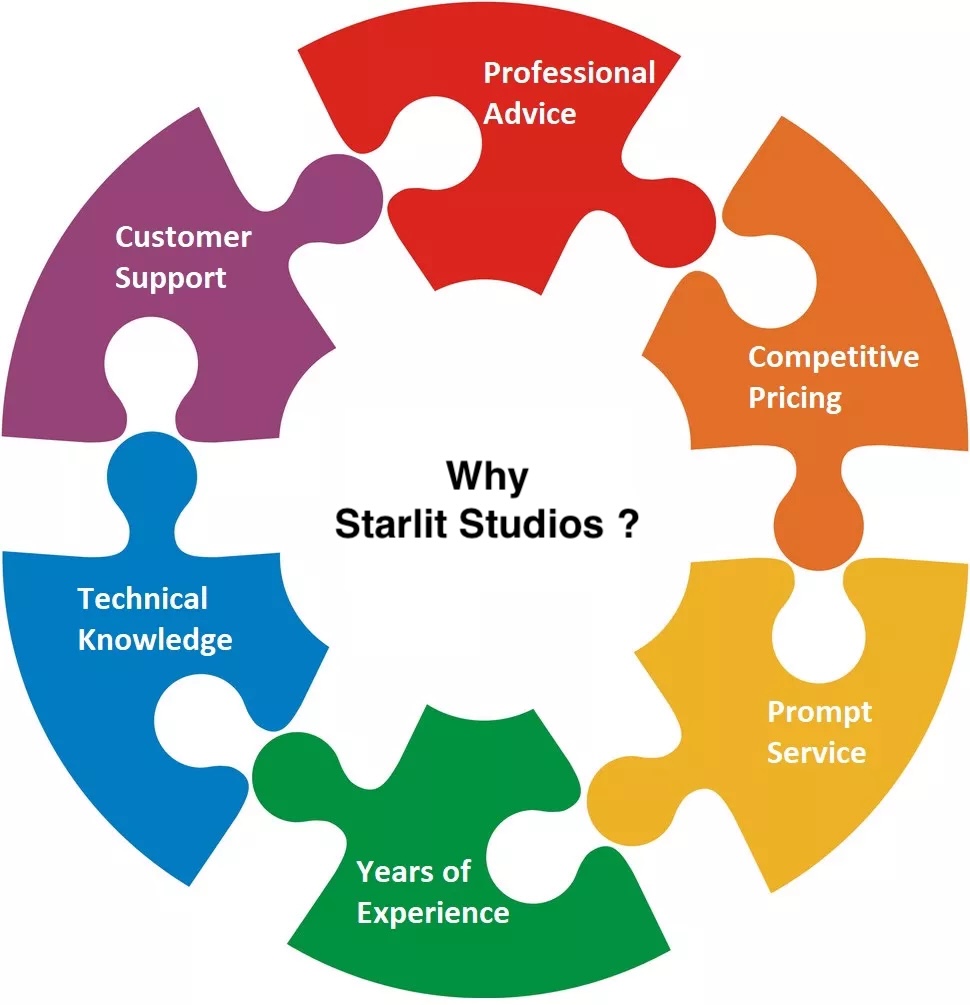 Professional
Advice
Customer
Support
Competitive
Pricing
Why
Starlit Studios ?
Technical
Knowledge
Prompt
Service
Years of
Experience